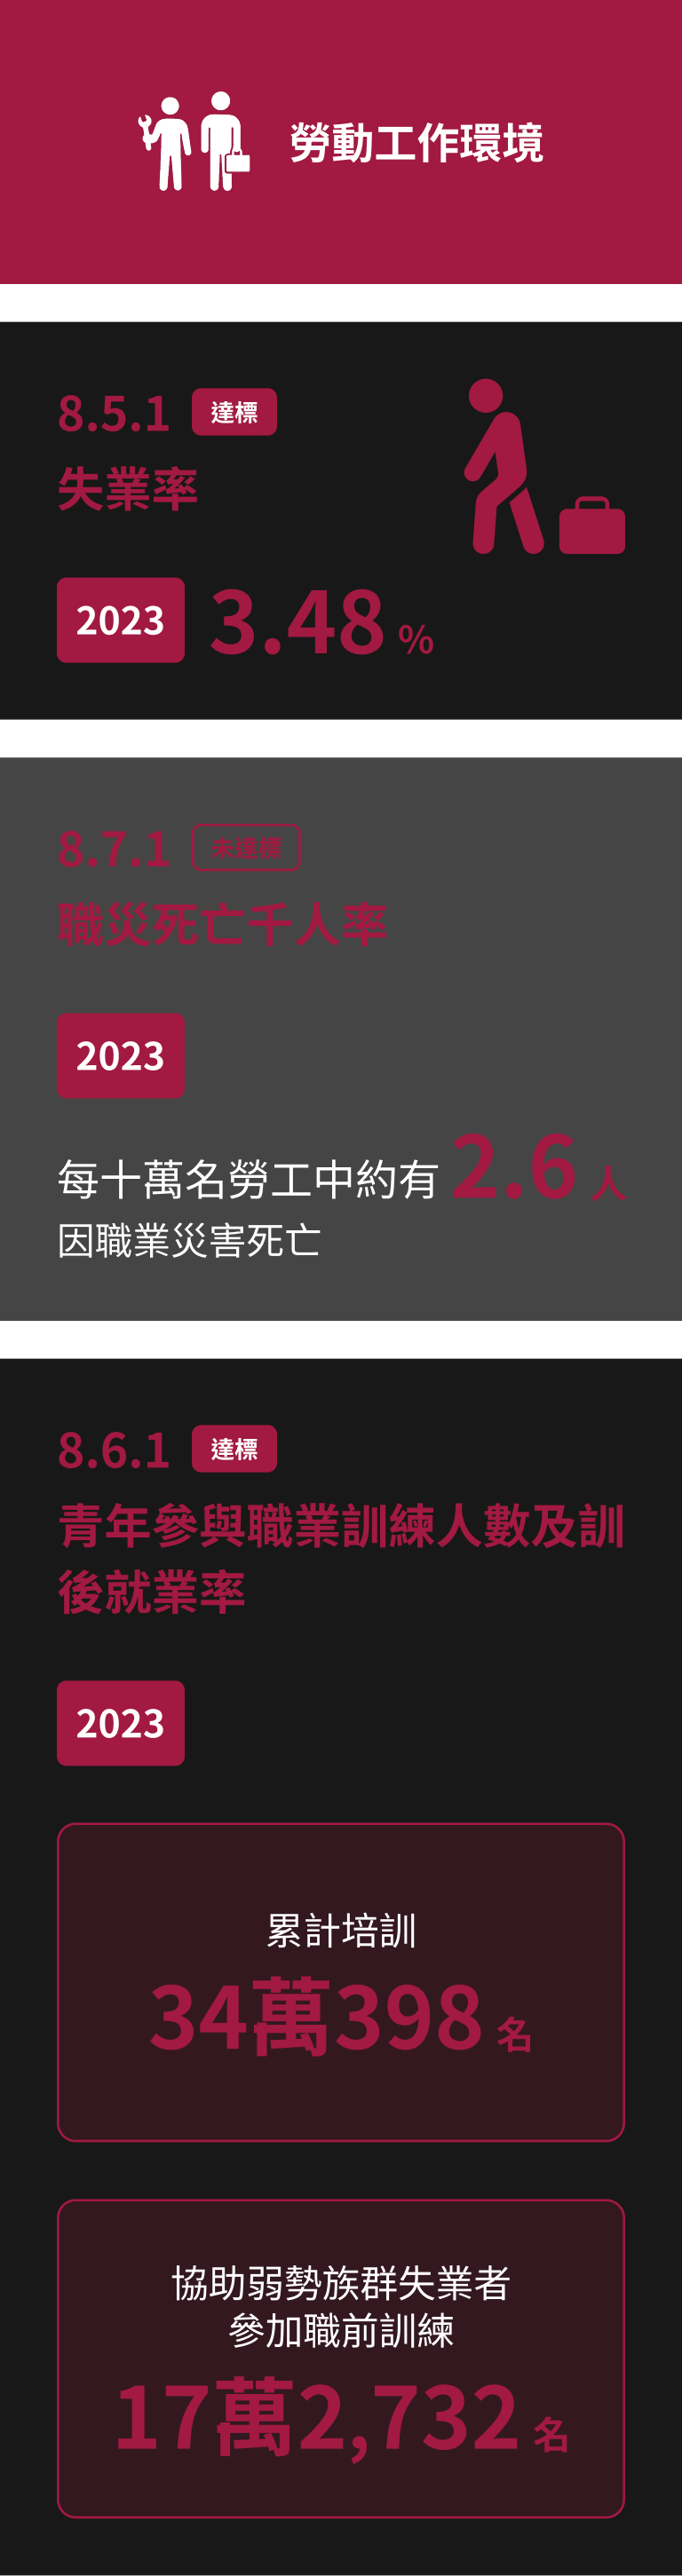 勞動工作環境
8.5.1 達標
失業率
2023 3.48 %
8.7.1 未達標
職災死亡千人率
2023
每十萬名勞工中約有 2.6 人
因職業災害死亡
8.6.1 達標
青年參與職業訓練人數及訓
後就業率
2023
累計培訓
34萬398 名
協助弱勢族群失業者
參加職前訓練
17萬2,732 名